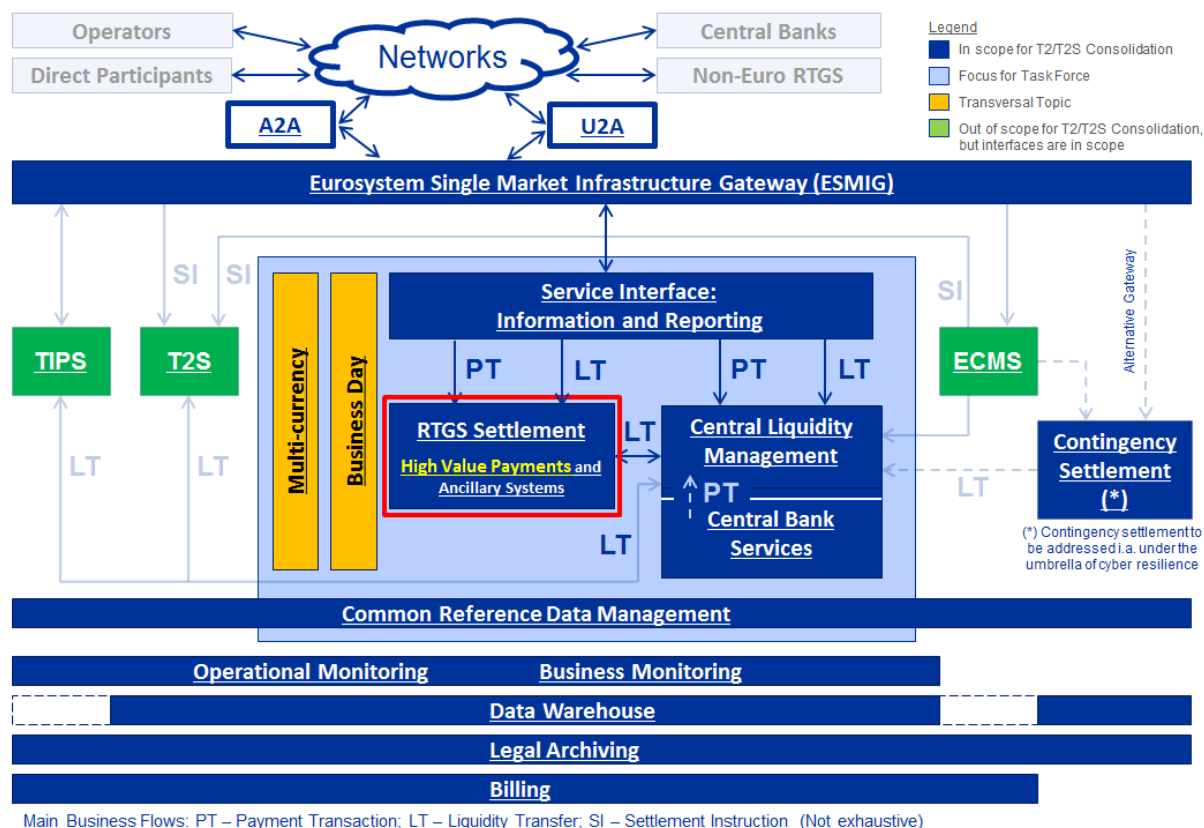 Operators
Direct Participants
Networks
Central Banks
Non-Euro RTGS
Legend
In scope for T2/T2S Consolidation
Focus for Task Force
Transversal Topic
Out of scope for T2/T2S Consolidation,
but interfaces are in scope
A2A
U2A
Eurosystem Single Market Infrastructure Gateway (ESMIG)
SI
SI
SI
Alternative Gateway
TIPS
T2S
Multi-currency
Business Day
Service Interface:
Information and Reporting
PT
LT
PT
LT
ECMS
RTGS Settlement
High Value Payments and
Ancillary Systems
LT
Central Liquidity
Management
PT
Central Bank
Services
Contingency
Settlement
(*)
LT
LT
LT
LT
(*) Contingency settlement to
be addressed i.a. under the
umbrella of cyber resilience
Common Reference Data Management
Operational Monitoring
Business Monitoring
Data Warehouse
Legal Archiving
Billing
Main Business Flows: PT – Payment Transaction; LT – Liquidity Transfer; SI – Settlement Instruction (Not exhaustive)